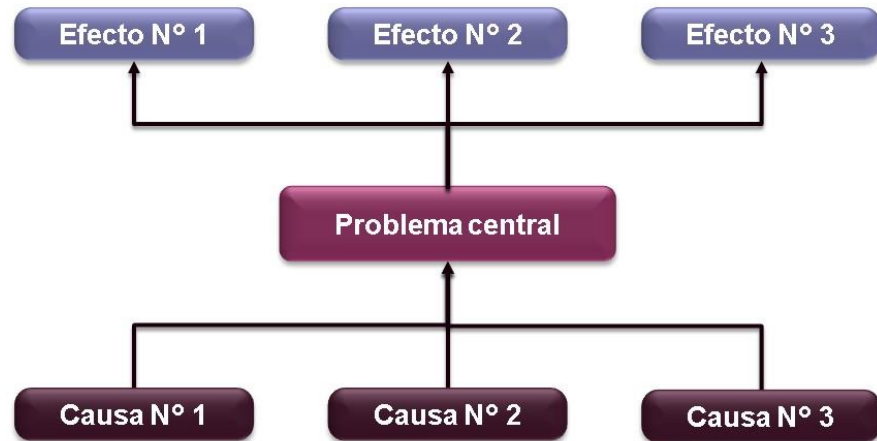 Efecto N° 1
Efecto N° 2
Efecto N° 3
Problema central
Causa N° 1
Causa N° 2
Causa N° 3